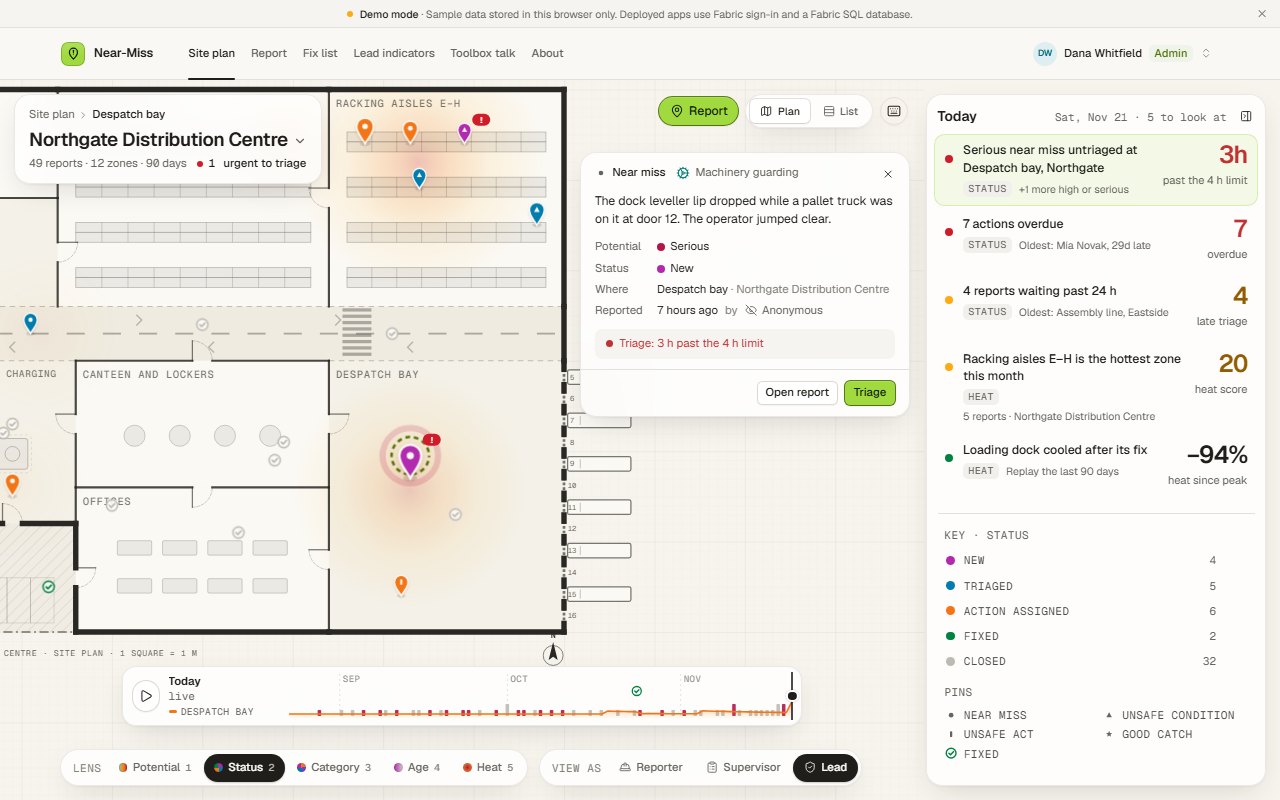 Demo mode · Sample data stored in this browser only. Deployed apps use Fabric sign-in and a Fabric SQL database.
Near-Miss
Site plan
Report
Fix list
Lead indicators
Toolbox talk
About
DW
Dana Whitfield
Admin
Site plan › Despatch bay
Northgate Distribution Centre
49 reports · 12 zones · 90 days
1 urgent to triage
RACKING AISLES E–H
CHARGING
CANTEEN AND LOCKERS
DESPATCH BAY
OFFICES
5
6
7
8
9
10
11
12
13
14
15
16
CENTRE · SITE PLAN · 1 SQUARE = 1 M
N
Report
Plan
List
Near miss
Machinery guarding
The dock leveller lip dropped while a pallet truck was
on it at door 12. The operator jumped clear.
Potential
Serious
Status
New
Where
Despatch bay · Northgate Distribution Centre
Reported
7 hours ago by Anonymous
Triage: 3 h past the 4 h limit
Open report
Triage
Today
Sat, Nov 21 · 5 to look at
Serious near miss untriaged at
Despatch bay, Northgate
STATUS +1 more high or serious
3h
past the 4 h limit
7 actions overdue
STATUS Oldest: Mia Novak, 29d late
7
overdue
4 reports waiting past 24 h
STATUS Oldest: Assembly line, Eastside
4
late triage
Racking aisles E–H is the hottest zone
this month
HEAT
5 reports · Northgate Distribution Centre
20
heat score
Loading dock cooled after its fix
HEAT Replay the last 90 days
−94%
heat since peak
KEY · STATUS
NEW 4
TRIAGED 5
ACTION ASSIGNED 6
FIXED 2
CLOSED 32
PINS
NEAR MISS
UNSAFE CONDITION
UNSAFE ACT
GOOD CATCH
FIXED
Today
live
DESPATCH BAY
SEP
OCT
NOV
LENS
Potential 1
Status 2
Category 3
Age 4
Heat 5
VIEW AS
Reporter
Supervisor
Lead